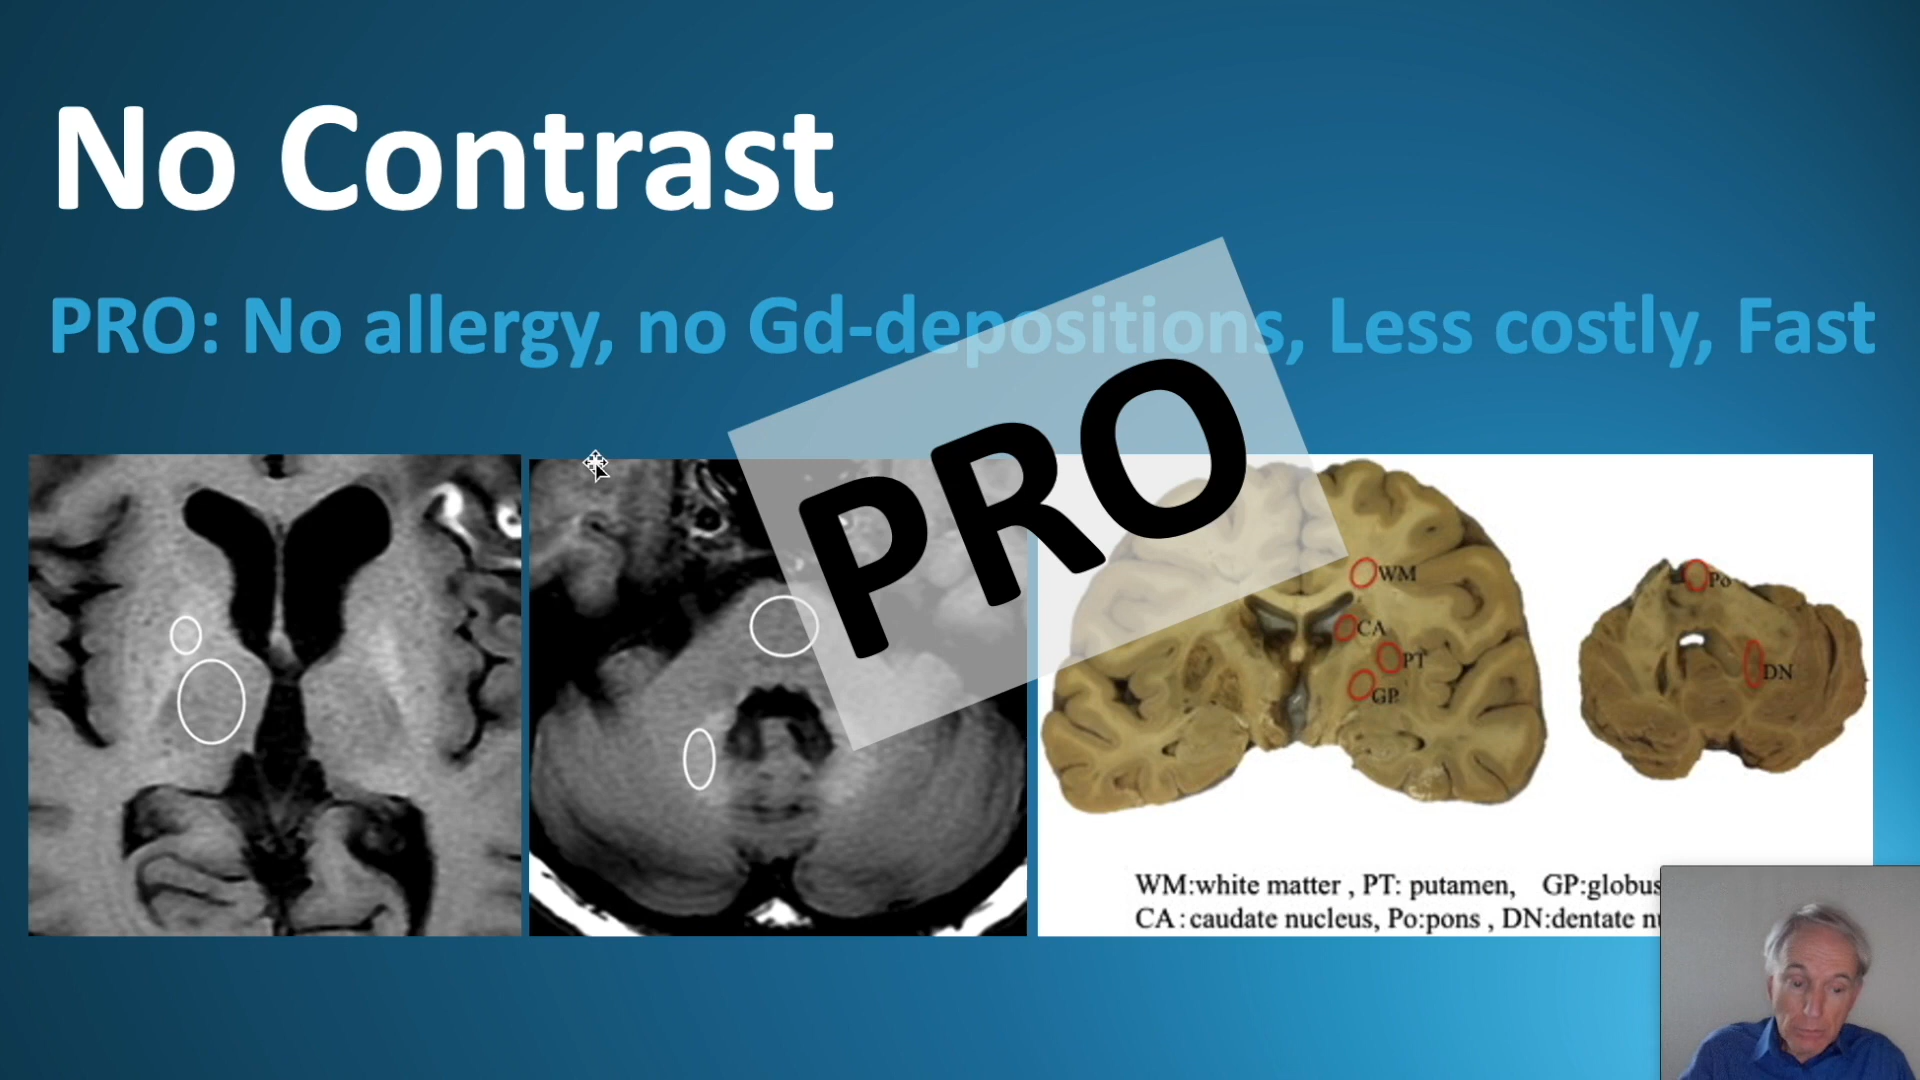 No Contrast
PRO: No allergy, no Gd-depositions, Less costly, Fast
PRO
WM
CA
PT
GP
Po
DN
WM:white matter , PT: putamen, GP:globus
CA : caudate nucleus, Po:pons , DN:dentate